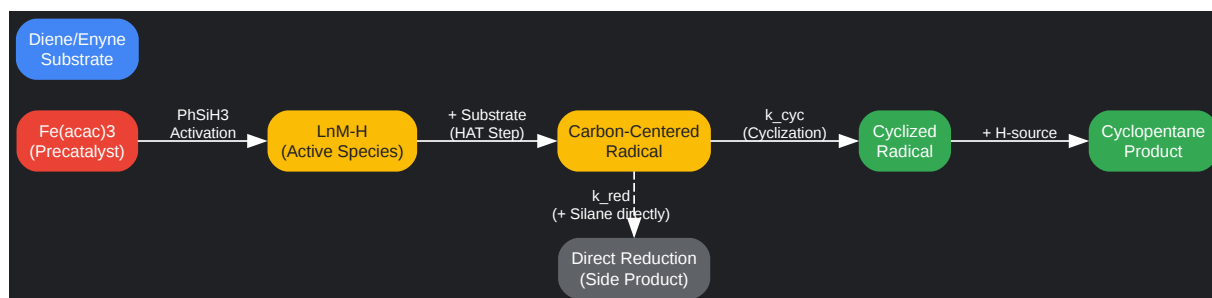 Diene/Enyne
Substrate
Fe(acac)3
(Precatalyst)
PhSiH3
Activation
LnM-H
(Active Species)
+ Substrate
(HAT Step)
Carbon-Centered
Radical
k_cyc
(Cyclization)
Cyclized
Radical
+ H-source
Cyclopentane
Product
k_red
(+ Silane directly)
Direct Reduction
(Side Product)